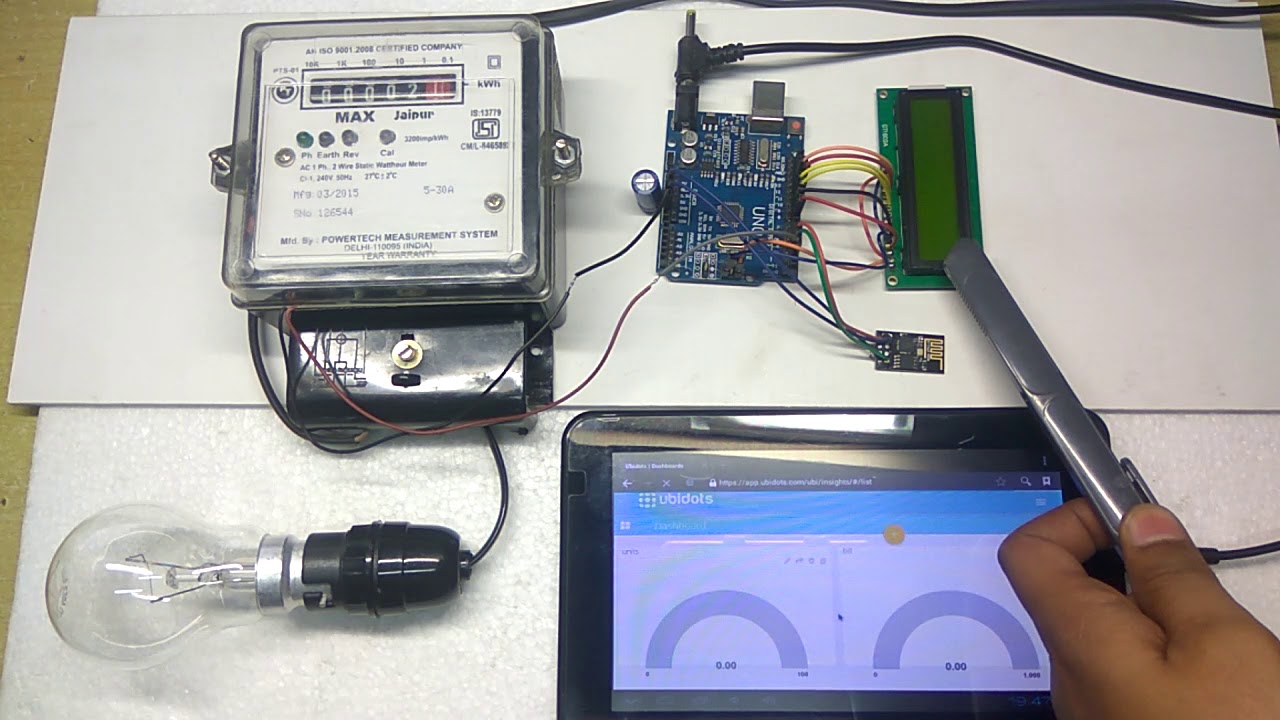 AN ISO 9001:2008 CERTIFIED COMPANY
PTS-01
10K 1K 100 10 1 0.1
0 0 0 0 2
kWh
MAX Jaipur
IS:13779
3200imp/kWh
Ph Earth Rev Cal
AC 1 Ph., 2 Wire Static Watthour Meter
Cl-1, 240V, 50Hz 27°C ± 2°C
Mfg:03/2015 5-30A
SNo:126544
Mfd. By : POWERTECH MEASUREMENT SYSTEM
DELHI-110095 (INDIA)
YEAR WARRANTY
UNO
Ubidots | Dashboards
https://app.ubidots.com/ubi/insights/#/list
ubidots
Dashboard
units
bill
0.00
0.00
0 100
0 1,000